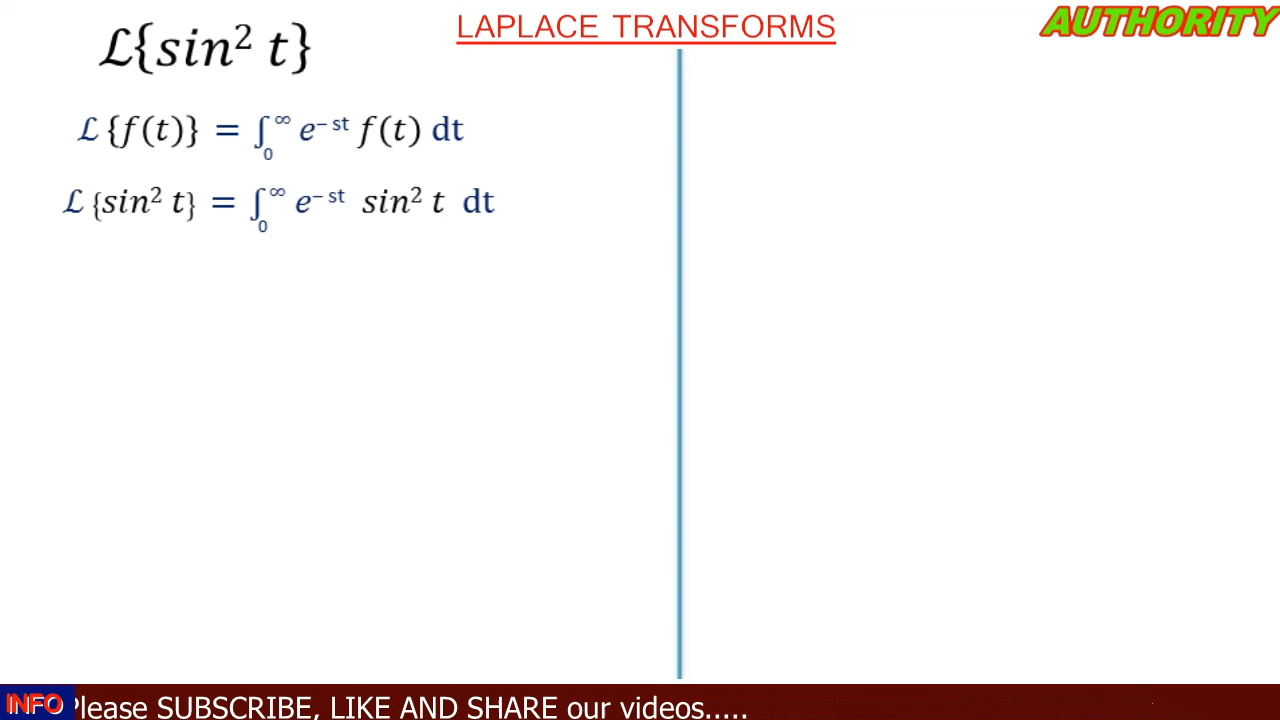 LAPLACE TRANSFORMS
AUTHORITY
ℒ{sin² t}
ℒ {f(t)} = ∫₀^∞ e^{– st} f(t) dt
ℒ {sin² t} = ∫₀^∞ e^{– st} sin² t dt
INFO Please SUBSCRIBE, LIKE AND SHARE our videos.....